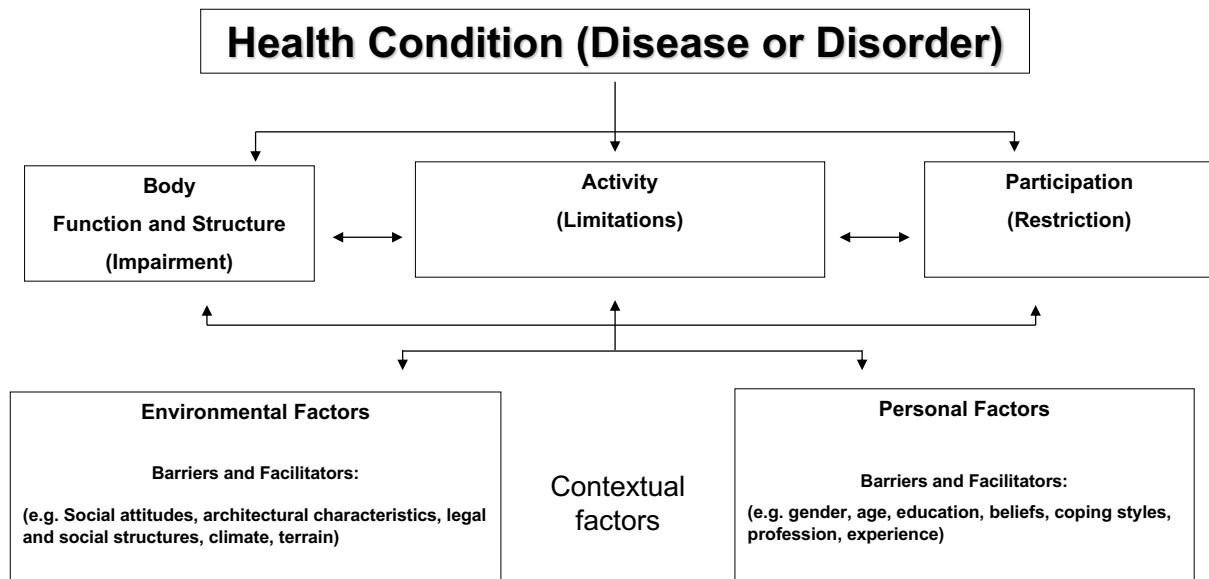 Health Condition (Disease or Disorder)
Body
Function and Structure
(Impairment)
Activity
(Limitations)
Participation
(Restriction)
Environmental Factors
Barriers and Facilitators:
(e.g. Social attitudes, architectural characteristics, legal
and social structures, climate, terrain)
Contextual
factors
Personal Factors
Barriers and Facilitators:
(e.g. gender, age, education, beliefs, coping styles,
profession, experience)